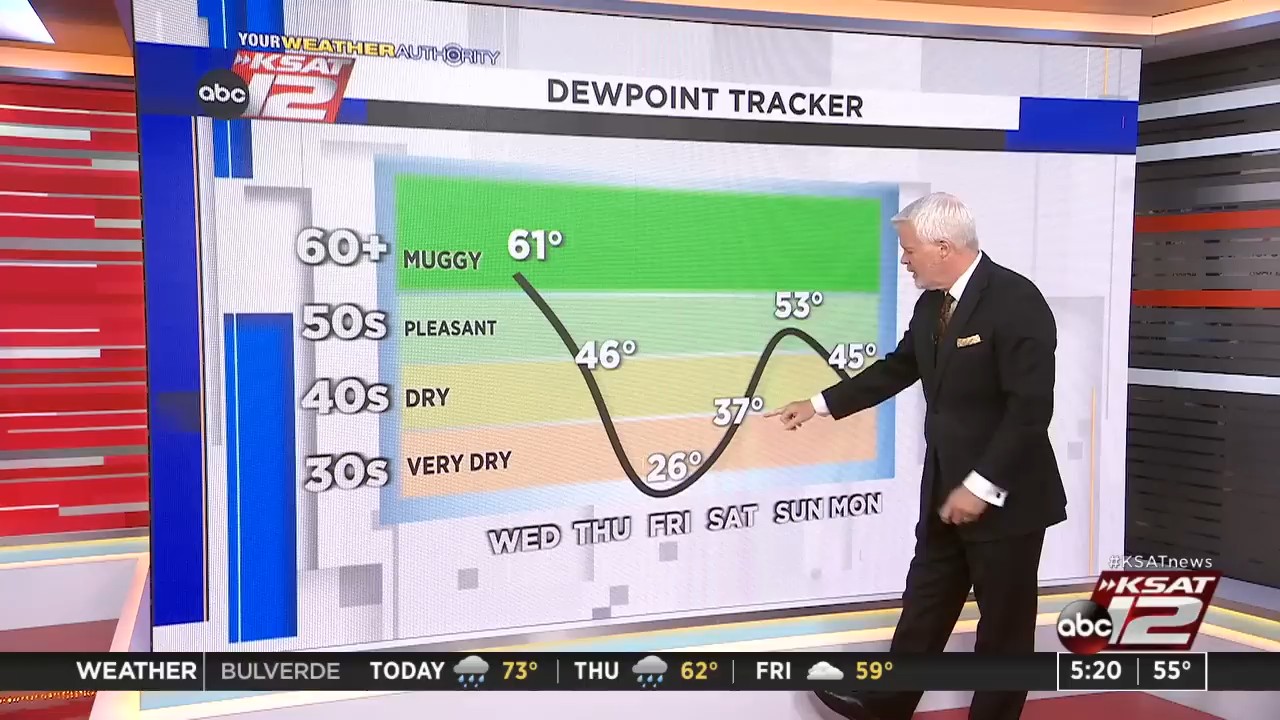 YOUR WEATHER AUTHORITY
KSAT
abc 12
DEWPOINT TRACKER
60+ MUGGY 61°
53°
50s PLEASANT
46° 45°
40s DRY
37°
30s VERY DRY 26°
WED THU FRI SAT SUN MON
#KSATnews
KSAT
abc 12
WEATHER BULVERDE TODAY 73° THU 62° FRI 59° 5:20 55°